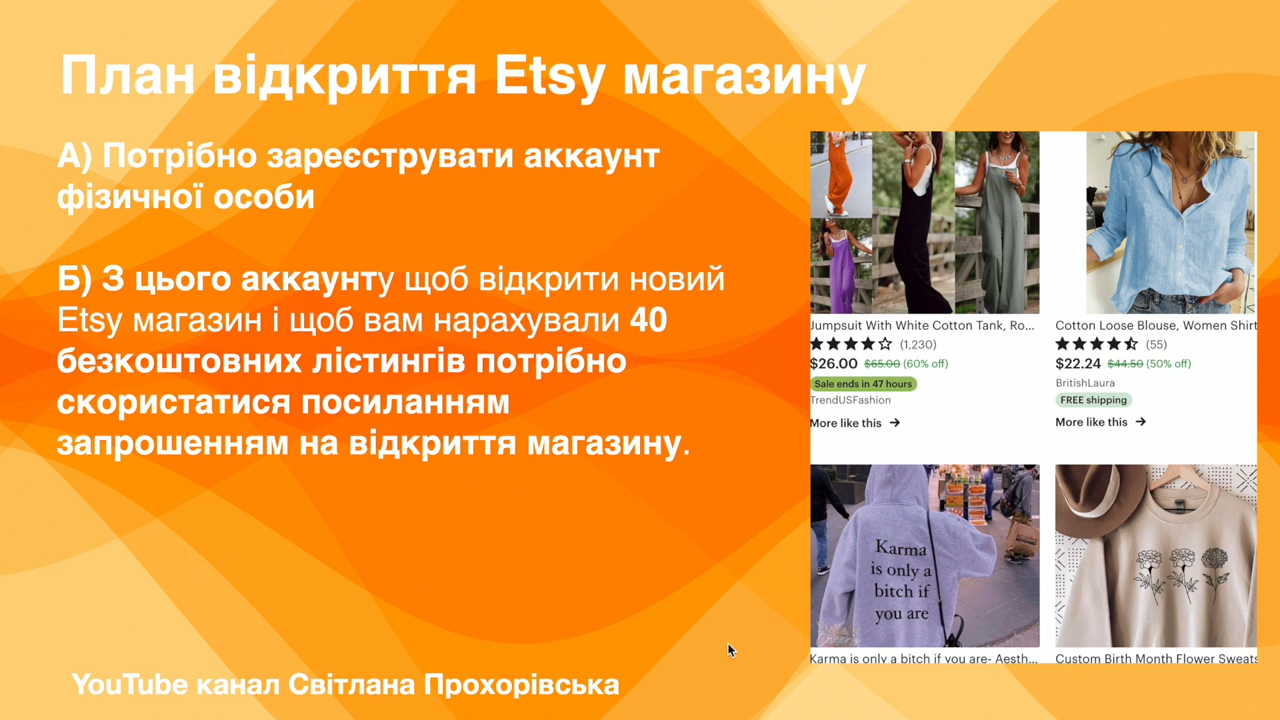 План відкриття Etsy магазину
А) Потрібно зареєструвати аккаунт
фізичної особи
Б) З цього аккаунту щоб відкрити новий
Etsy магазин і щоб вам нарахували 40
безкоштовних лістингів потрібно
скористатися посиланням
запрошенням на відкриття магазину.
YouTube канал Світлана Прохорівська
Jumpsuit With White Cotton Tank, Ro...
(1,230)
$26.00 $65.00 (60% off)
Sale ends in 47 hours
TrendUSFashion
More like this →
Cotton Loose Blouse, Women Shirt
(55)
$22.24 $44.50 (50% off)
BritishLaura
FREE shipping
More like this →
Karma
is only a
bitch if
you are
Karma is only a bitch if you are- Aesth...
Custom Birth Month Flower Sweats